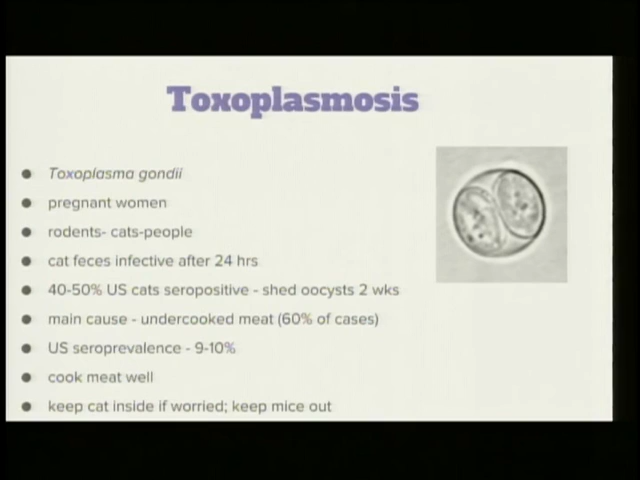 Toxoplasmosis
Toxoplasma gondii
pregnant women
rodents- cats-people
cat feces infective after 24 hrs
40-50% US cats seropositive - shed oocysts 2 wks
main cause - undercooked meat (60% of cases)
US seroprevalence - 9-10%
cook meat well
keep cat inside if worried; keep mice out